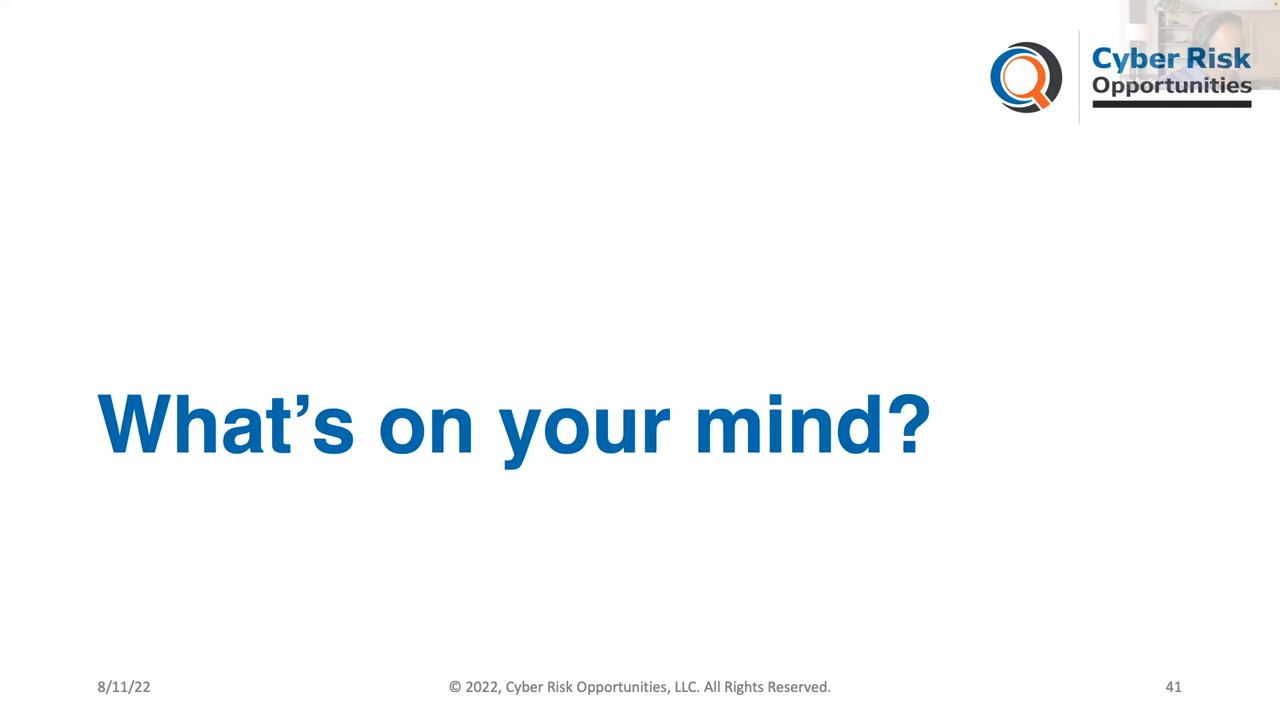 Cyber Risk
Opportunities
What's on your mind?
8/11/22
© 2022, Cyber Risk Opportunities, LLC. All Rights Reserved.
41